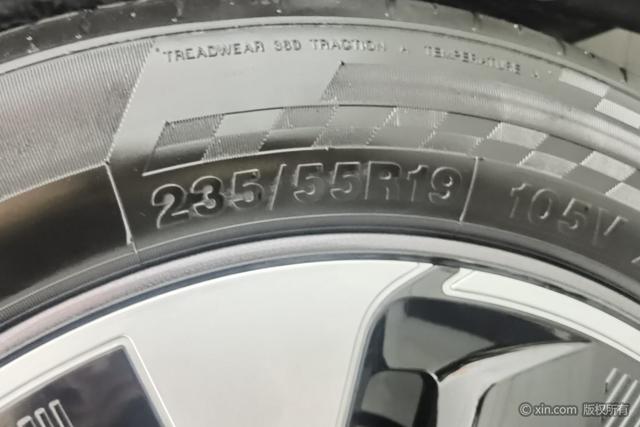 TREADWEAR 380 TRACTION A TEMPERATURE A
235/55R19 105V
© xin.com 版权所有